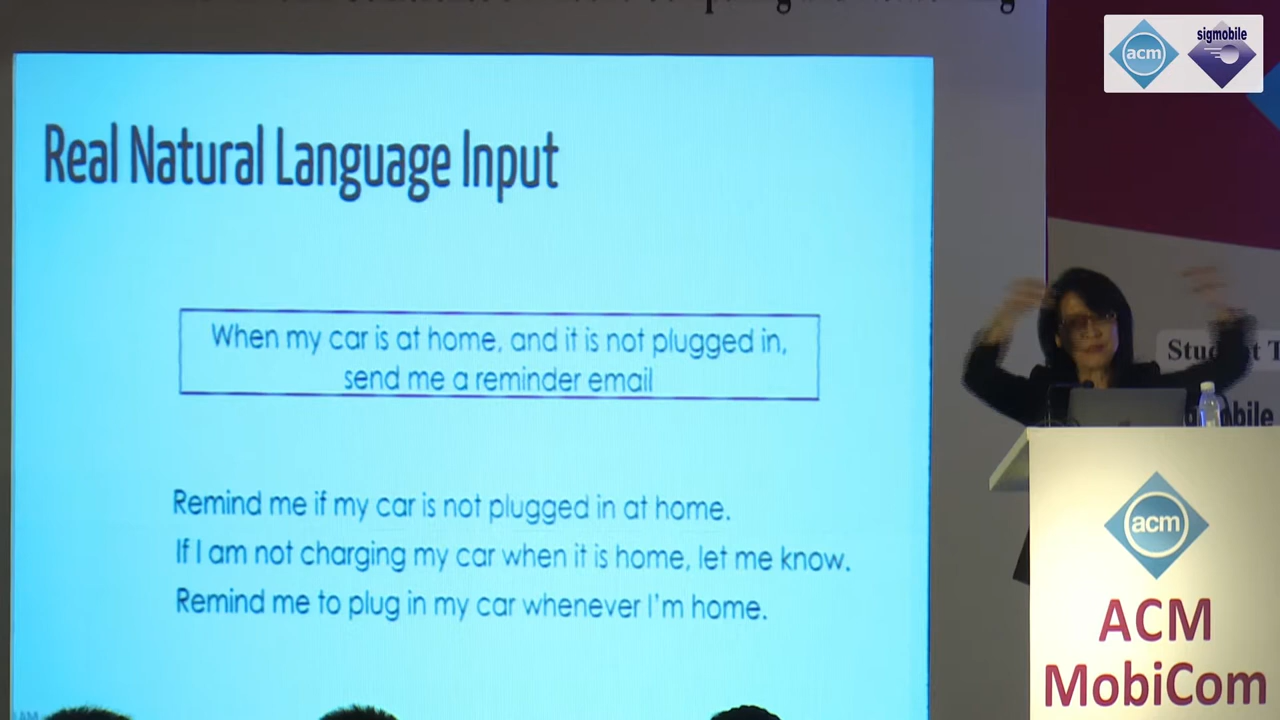 acm
sigmobile
Real Natural Language Input
When my car is at home, and it is not plugged in,
send me a reminder email
Remind me if my car is not plugged in at home.
If I am not charging my car when it is home, let me know.
Remind me to plug in my car whenever I'm home.
acm
ACM
MobiCom